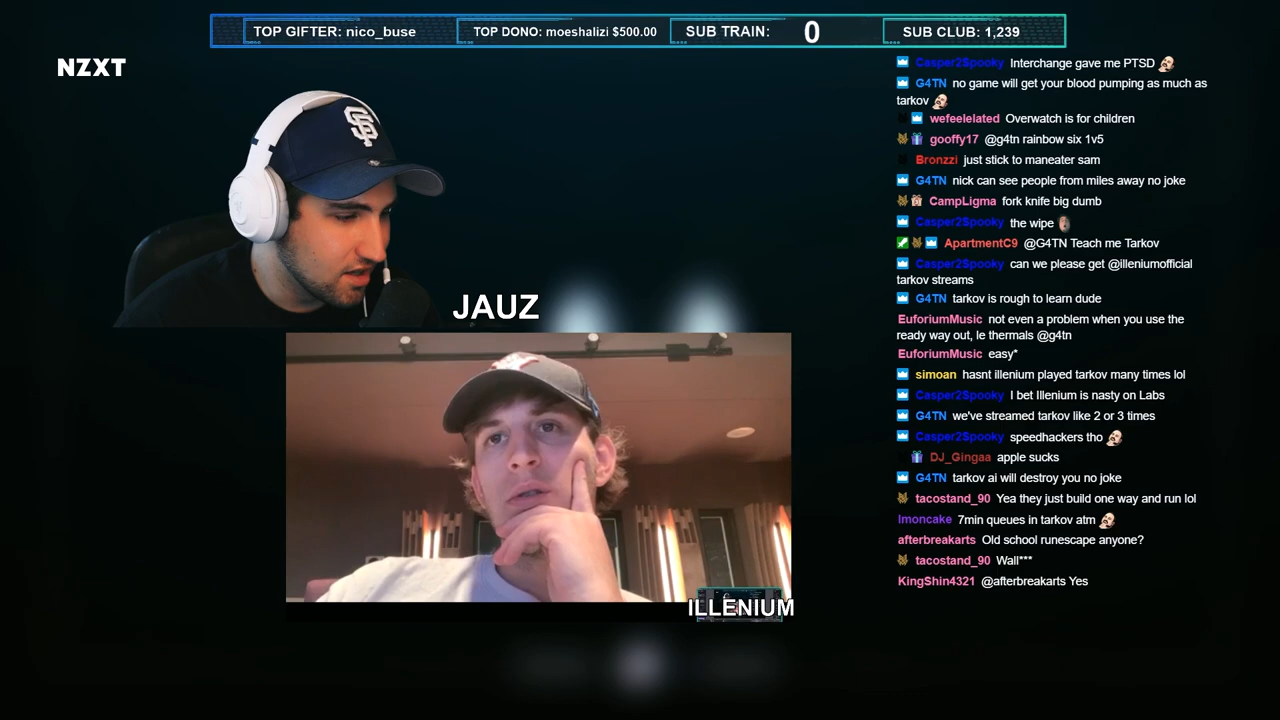 TOP GIFTER: nico_buse
TOP DONO: moeshalizi $500.00
SUB TRAIN: 0
SUB CLUB: 1,239
NZXT
SF
JAUZ
ILLENIUM
Casper2Spooky Interchange gave me PTSD
G4TN no game will get your blood pumping as much as
tarkov
wefeelelated Overwatch is for children
gooffy17 @g4tn rainbow six 1v5
Bronzzi just stick to maneater sam
G4TN nick can see people from miles away no joke
CampLigma fork knife big dumb
Casper2Spooky the wipe
ApartmentC9 @G4TN Teach me Tarkov
Casper2Spooky can we please get @illeniumofficial
tarkov streams
G4TN tarkov is rough to learn dude
EuforiumMusic not even a problem when you use the
ready way out, le thermals @g4tn
EuforiumMusic easy*
simoan hasnt illenium played tarkov many times lol
Casper2Spooky I bet Illenium is nasty on Labs
G4TN we've streamed tarkov like 2 or 3 times
Casper2Spooky speedhackers tho
DJ_Gingaa apple sucks
G4TN tarkov ai will destroy you no joke
tacostand_90 Yea they just build one way and run lol
Imoncake 7min queues in tarkov atm
afterbreakarts Old school runescape anyone?
tacostand_90 Wall***
KingShin4321 @afterbreakarts Yes